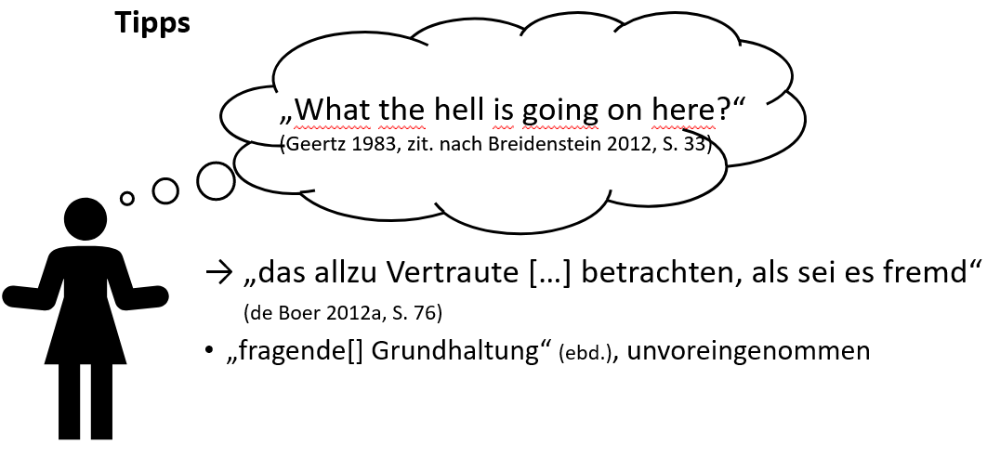 Tipps
„What the hell is going on here?“
(Geertz 1983, zit. nach Breidenstein 2012, S. 33)
→ „das allzu Vertraute [...] betrachten, als sei es fremd“
(de Boer 2012a, S. 76)
• „fragende[] Grundhaltung“ (ebd.), unvoreingenommen